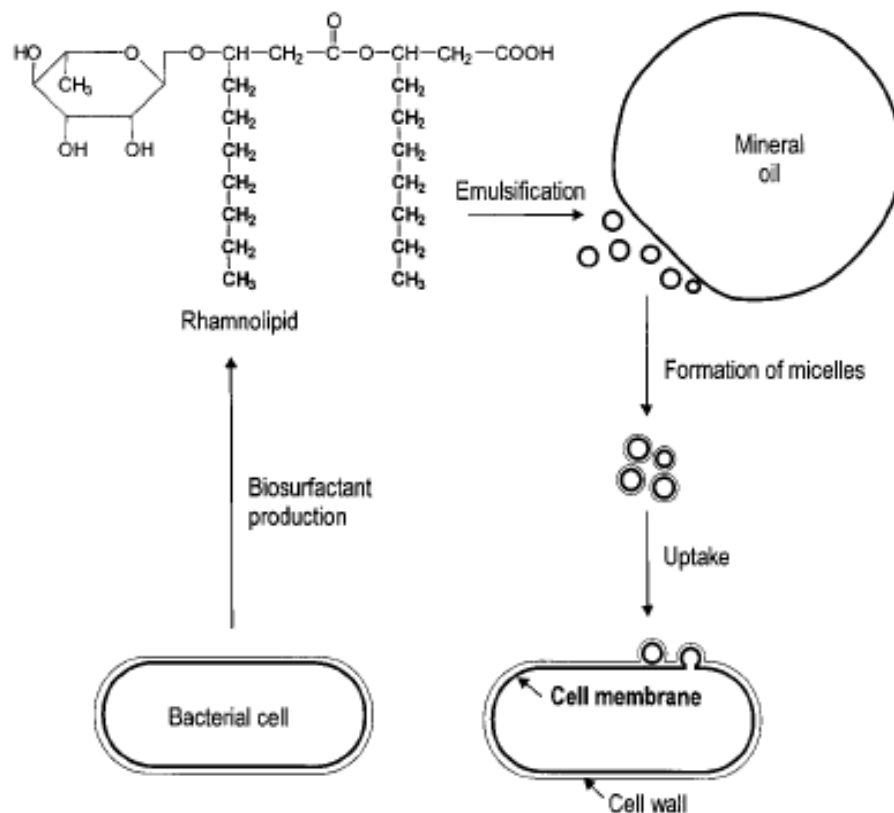 O
HO O O–CH–CH₂–C–O–CH–CH₂–COOH
CH₃ CH₂ CH₂
CH₂ CH₂
OH OH CH₂ CH₂
CH₂ CH₂
CH₂ CH₂
CH₂ CH₂
CH₃ CH₃
Rhamnolipid
Emulsification
Mineral
oil
Formation of micelles
Biosurfactant
production
Uptake
Bacterial cell
Cell membrane
Cell wall